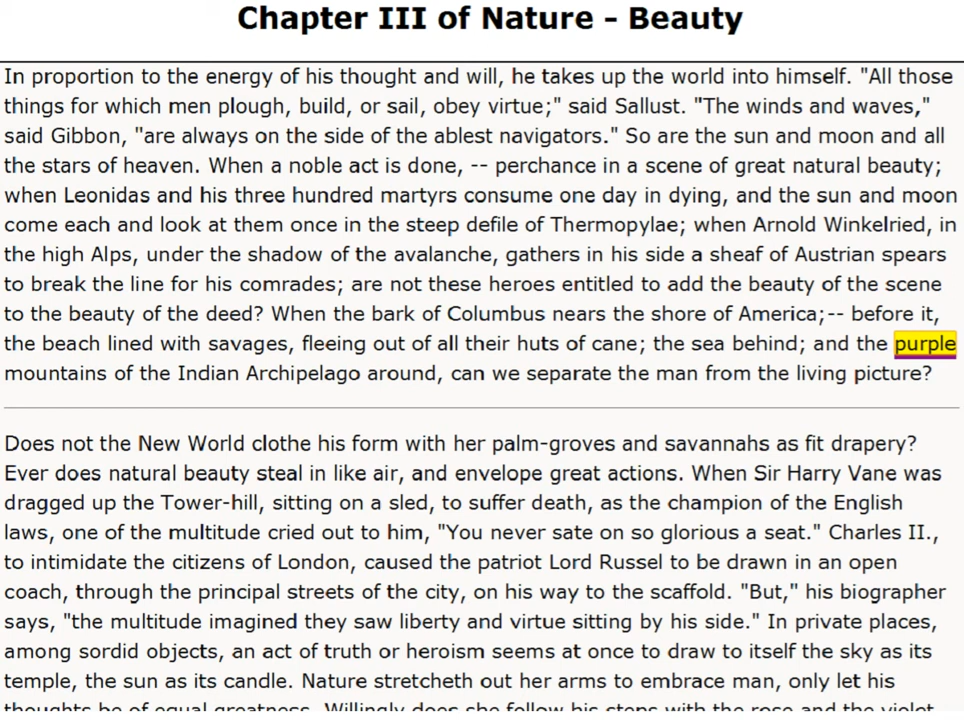 Chapter III of Nature - Beauty
In proportion to the energy of his thought and will, he takes up the world into himself. "All those
things for which men plough, build, or sail, obey virtue;" said Sallust. "The winds and waves,"
said Gibbon, "are always on the side of the ablest navigators." So are the sun and moon and all
the stars of heaven. When a noble act is done, -- perchance in a scene of great natural beauty;
when Leonidas and his three hundred martyrs consume one day in dying, and the sun and moon
come each and look at them once in the steep defile of Thermopylae; when Arnold Winkelried, in
the high Alps, under the shadow of the avalanche, gathers in his side a sheaf of Austrian spears
to break the line for his comrades; are not these heroes entitled to add the beauty of the scene
to the beauty of the deed? When the bark of Columbus nears the shore of America;-- before it,
the beach lined with savages, fleeing out of all their huts of cane; the sea behind; and the purple
mountains of the Indian Archipelago around, can we separate the man from the living picture?
Does not the New World clothe his form with her palm-groves and savannahs as fit drapery?
Ever does natural beauty steal in like air, and envelope great actions. When Sir Harry Vane was
dragged up the Tower-hill, sitting on a sled, to suffer death, as the champion of the English
laws, one of the multitude cried out to him, "You never sate on so glorious a seat." Charles II.,
to intimidate the citizens of London, caused the patriot Lord Russel to be drawn in an open
coach, through the principal streets of the city, on his way to the scaffold. "But," his biographer
says, "the multitude imagined they saw liberty and virtue sitting by his side." In private places,
among sordid objects, an act of truth or heroism seems at once to draw to itself the sky as its
temple, the sun as its candle. Nature stretcheth out her arms to embrace man, only let his
thoughts be of equal greatness. Willingly does she follow his steps with the rose and the violet,